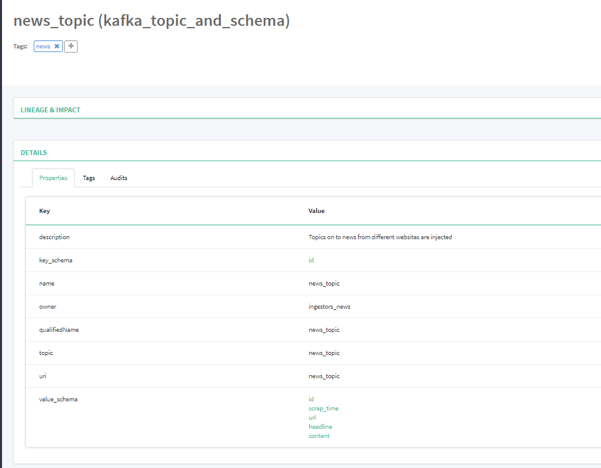 news_topic (kafka_topic_and_schema)
Tags: news × +
LINEAGE & IMPACT
DETAILS
Properties Tags Audits
Key Value
description Topics on to news from different websites are injected
key_schema id
name news_topic
owner ingestors_news
qualifiedName news_topic
topic news_topic
uri news_topic
value_schema id
scrap_time
url
headline
content